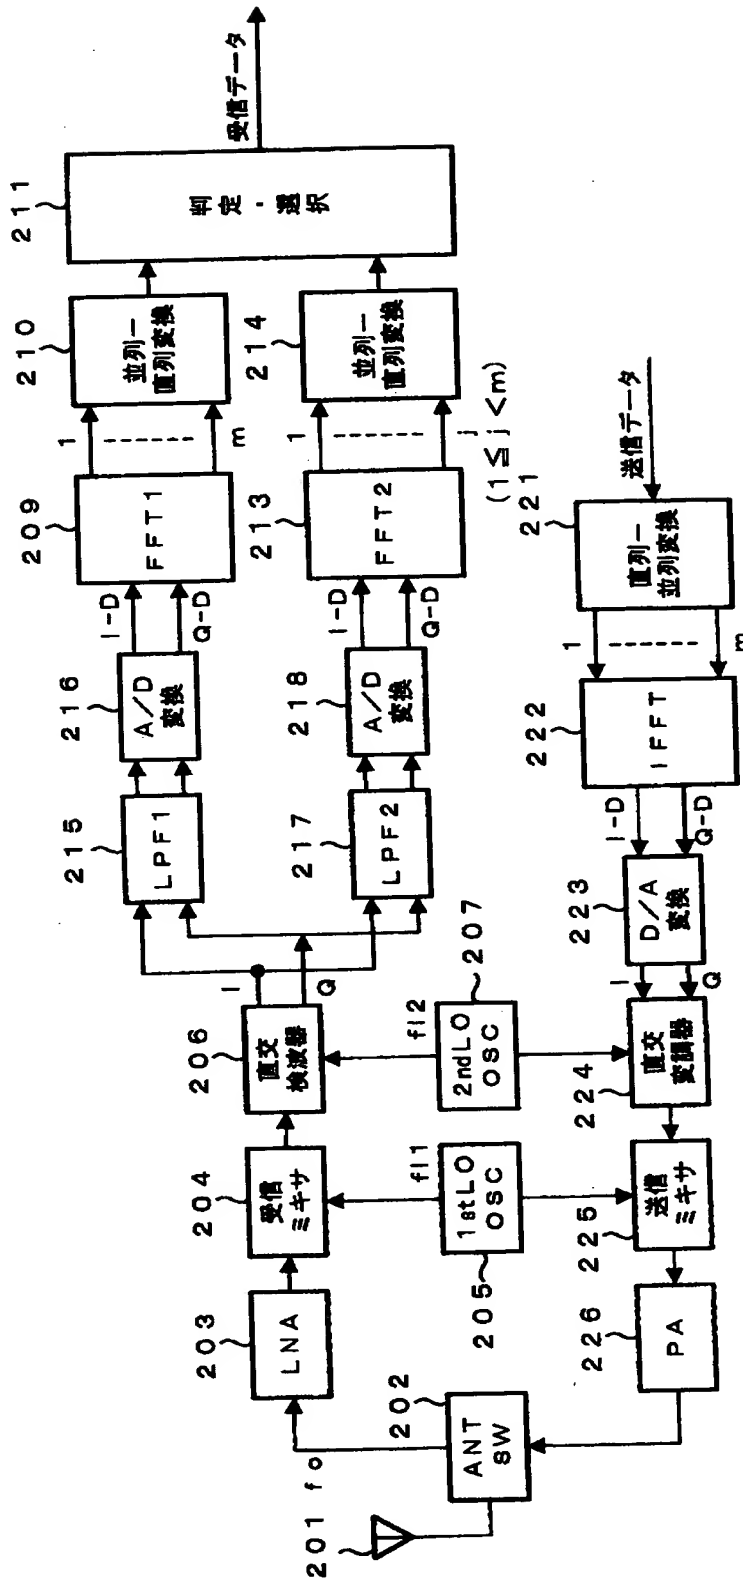 201
f0
202
ANT
SW
203
LNA
204
受信
ミキサ
fl1
205
1stLO
OSC
206
直交
検波器
fl2
207
2ndLO
OSC
I
Q
215
LPF1
216
A/D
変換
I-D
Q-D
209
FFT1
1
m
210
並列ー
直列変換
217
LPF2
218
A/D
変換
I-D
Q-D
213
FFT2
1
j
(1≦j<m)
214
並列ー
直列変換
211
判定・選択
受信データ
送信データ
221
直列ー
並列変換
1
m
222
IFFT
I-D
Q-D
223
D/A
変換
I
Q
224
直交
変調器
225
送信
ミキサ
226
PA